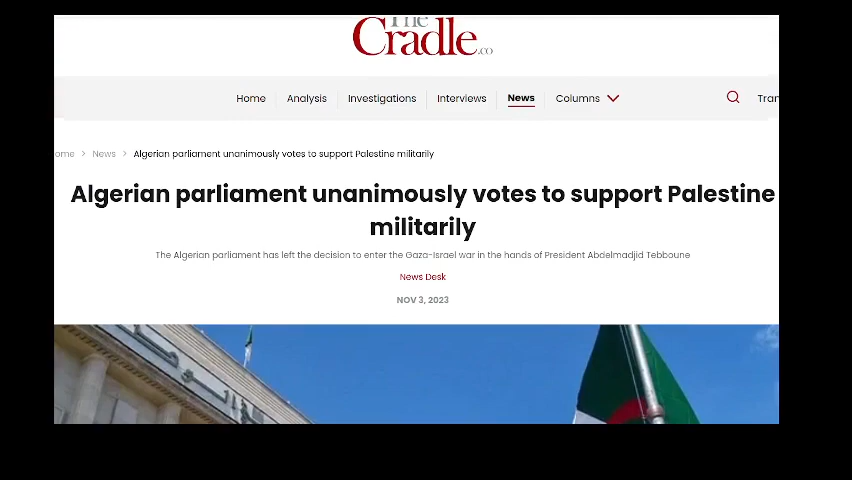 The
Cradle.co
Home Analysis Investigations Interviews News Columns Tran
ome > News > Algerian parliament unanimously votes to support Palestine militarily
Algerian parliament unanimously votes to support Palestine
militarily
The Algerian parliament has left the decision to enter the Gaza-Israel war in the hands of President Abdelmadjid Tebboune
News Desk
NOV 3, 2023